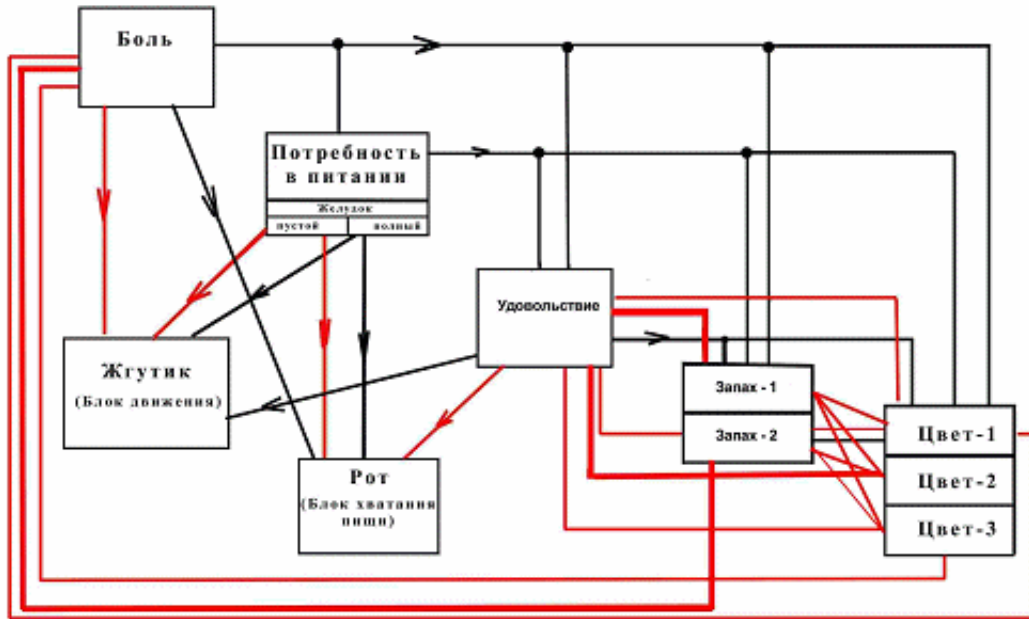 Боль
Потребность
в питании
Желудок
пустой полный
Удовольствие
Жгутик
(Блок движения)
Запах - 1
Запах - 2
Цвет-1
Цвет-2
Цвет-3
Рот
(Блок хватания
пищи)